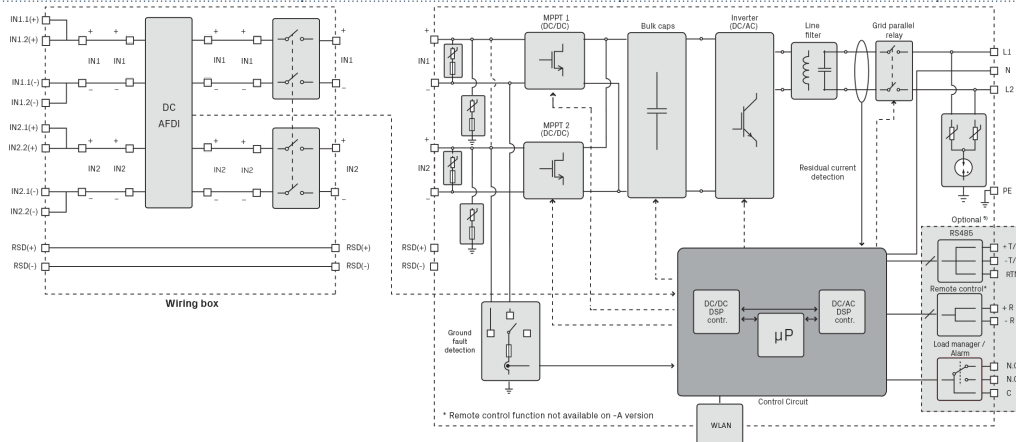 IN1.1(+)
IN1.2(+)
IN1.1(-)
IN1.2(-)
IN2.1(+)
IN2.2(+)
IN2.1(-)
IN2.2(-)
RSD(+)
RSD(-)
+ +
IN1 IN1
– –
+ +
IN2 IN2
– –
DC
AFDI
+ +
IN1 IN1
– –
+ +
IN2 IN2
– –
+
IN1
–
+
IN2
–
RSD(+)
RSD(-)
Wiring box
+
IN1
–
+
IN2
–
RSD(+)
RSD(-)
MPPT 1
(DC/DC)
MPPT 2
(DC/DC)
Bulk caps
Inverter
(DC/AC)
Line
filter
Grid parallel
relay
L1
N
L2
PE
Residual current
detection
Ground
fault
detection
DC/DC
DSP
contr.
µP
DC/AC
DSP
contr.
Control Circuit
WLAN
Optional
RS485
+ T/
- T/
RTN
Remote control*
+ R
- R
Load manager /
Alarm
N.
N.
C
* Remote control function not available on -A version